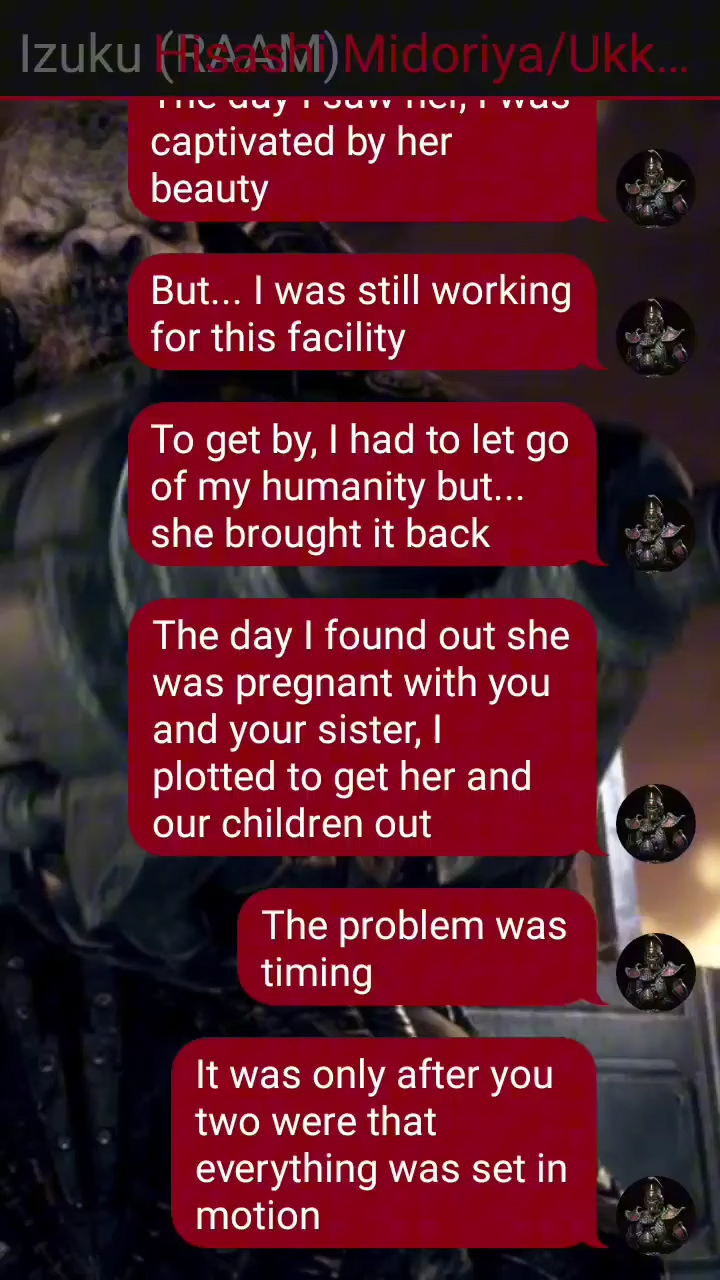 Izuku (RAAM) Hisashi Midoriya/Ukk...
The day I saw her, I was
captivated by her
beauty
But... I was still working
for this facility
To get by, I had to let go
of my humanity but...
she brought it back
The day I found out she
was pregnant with you
and your sister, I
plotted to get her and
our children out
The problem was
timing
It was only after you
two were that
everything was set in
motion